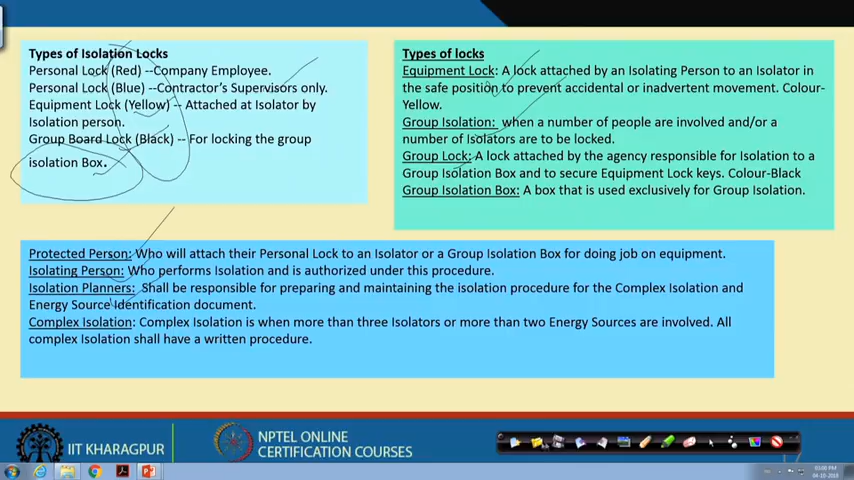 Types of Isolation Locks
Personal Lock (Red) --Company Employee.
Personal Lock (Blue) --Contractor's Supervisors only.
Equipment Lock (Yellow) -- Attached at Isolator by
Isolation person.
Group Board Lock (Black) -- For locking the group
isolation Box.
Types of locks
Equipment Lock: A lock attached by an Isolating Person to an Isolator in
the safe position to prevent accidental or inadvertent movement. Colour-
Yellow.
Group Isolation: when a number of people are involved and/or a
number of Isolators are to be locked.
Group Lock: A lock attached by the agency responsible for Isolation to a
Group Isolation Box and to secure Equipment Lock keys. Colour-Black
Group Isolation Box: A box that is used exclusively for Group Isolation.
Protected Person: Who will attach their Personal Lock to an Isolator or a Group Isolation Box for doing job on equipment.
Isolating Person: Who performs Isolation and is authorized under this procedure.
Isolation Planners: Shall be responsible for preparing and maintaining the isolation procedure for the Complex Isolation and
Energy Source Identification document.
Complex Isolation: Complex Isolation is when more than three Isolators or more than two Energy Sources are involved. All
complex Isolation shall have a written procedure.
IIT KHARAGPUR
NPTEL ONLINE
CERTIFICATION COURSES